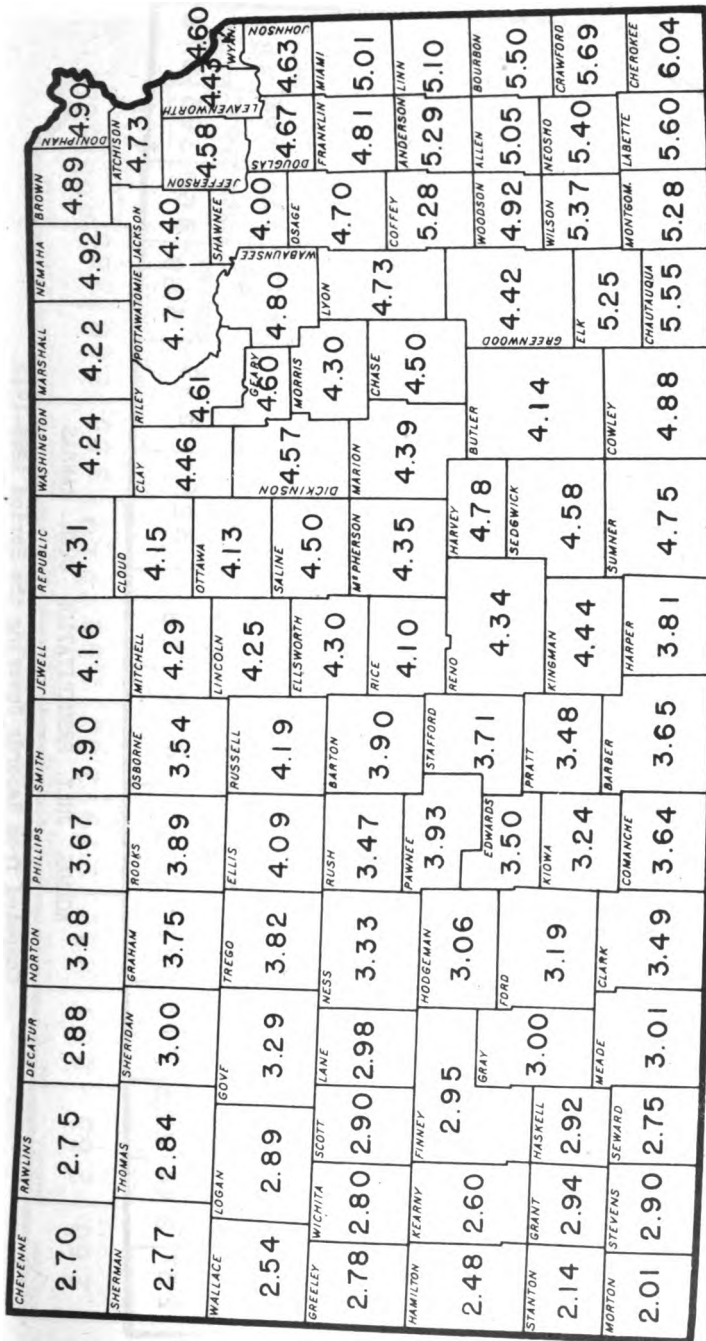 CHEYENNE
2.70
RAWLINS
2.75
DECATUR
2.88
NORTON
3.28
PHILLIPS
3.67
SMITH
3.90
JEWELL
4.16
REPUBLIC
4.31
WASHINGTON
4.24
MARSHALL
4.22
NEMAHA
4.92
BROWN
4.89
DONIPHAN
4.90
SHERMAN
2.77
THOMAS
2.84
SHERIDAN
3.00
GRAHAM
3.75
ROOKS
3.89
OSBORNE
3.54
MITCHELL
4.29
CLOUD
4.15
CLAY
4.46
RILEY
4.61
POTTAWATOMIE
4.70
JACKSON
4.40
ATCHISON
4.73
JEFFERSON
4.58
LEAVENWORTH
4.43
WYAN.
4.60
WALLACE
2.54
LOGAN
2.89
GOVE
3.29
TREGO
3.82
ELLIS
4.09
RUSSELL
4.19
LINCOLN
4.25
OTTAWA
4.13
SALINE
4.50
DICKINSON
4.57
GEARY
4.60
WABAUNSEE
4.80
SHAWNEE
4.00
DOUGLAS
4.67
JOHNSON
4.63
GREELEY
2.78
WICHITA
2.80
SCOTT
2.90
LANE
2.98
NESS
3.33
RUSH
3.47
BARTON
3.90
ELLSWORTH
4.30
RICE
4.10
McPHERSON
4.35
MARION
4.39
MORRIS
4.30
CHASE
4.50
LYON
4.73
OSAGE
4.70
COFFEY
5.28
FRANKLIN
4.81
MIAMI
5.01
ANDERSON
5.29
LINN
5.10
HAMILTON
2.48
KEARNY
2.60
FINNEY
2.95
HODGEMAN
3.06
PAWNEE
3.93
EDWARDS
3.50
STAFFORD
3.71
RENO
4.34
HARVEY
4.78
SEDGWICK
4.58
BUTLER
4.14
GREENWOOD
4.42
WOODSON
4.92
ALLEN
5.05
BOURBON
5.50
STANTON
2.14
GRANT
2.94
HASKELL
2.92
GRAY
3.00
FORD
3.19
KIOWA
3.24
PRATT
3.48
KINGMAN
4.44
ELK
5.25
WILSON
5.37
NEOSHO
5.40
CRAWFORD
5.69
MORTON
2.01
STEVENS
2.90
SEWARD
2.75
MEADE
3.01
CLARK
3.49
COMANCHE
3.64
BARBER
3.65
HARPER
3.81
SUMNER
4.75
COWLEY
4.88
CHAUTAUQUA
5.55
MONTGOM.
5.28
LABETTE
5.60
CHEROKEE
6.04